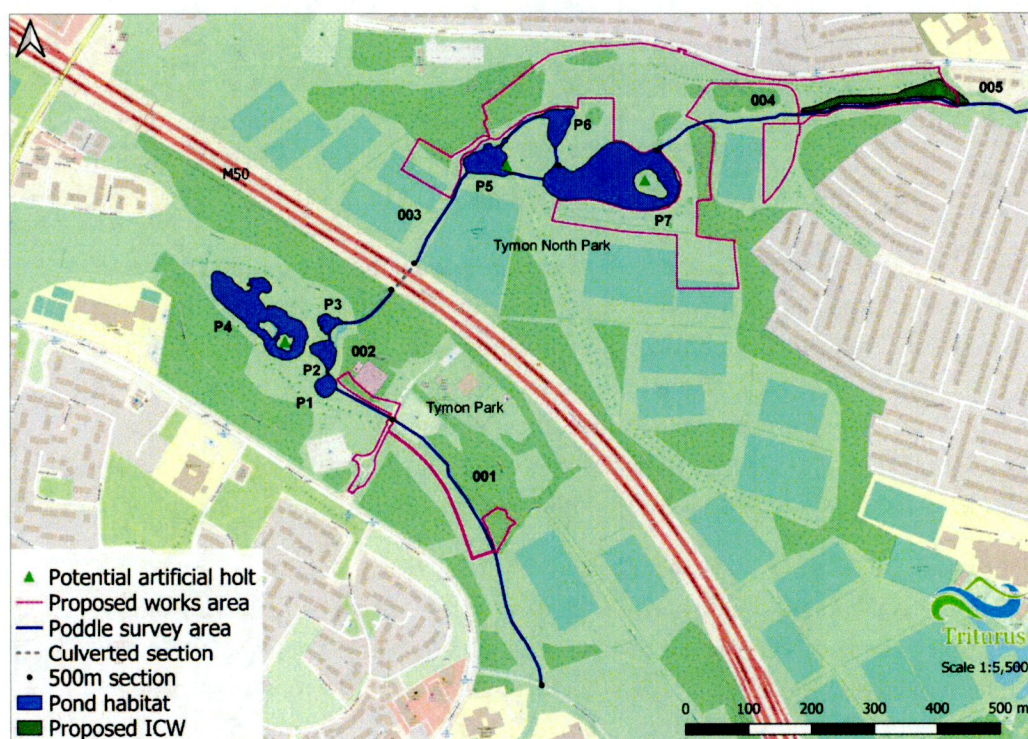 P6
004
005
P5
M50
003
P7
Tymon North Park
P3
P4
002
P2
P1
Tymon Park
001
Potential artificial holt
Proposed works area
Poddle survey area
Culverted section
500m section
Pond habitat
Proposed ICW
Triturus
Scale 1:5,500
0 100 200 300 400 500 m